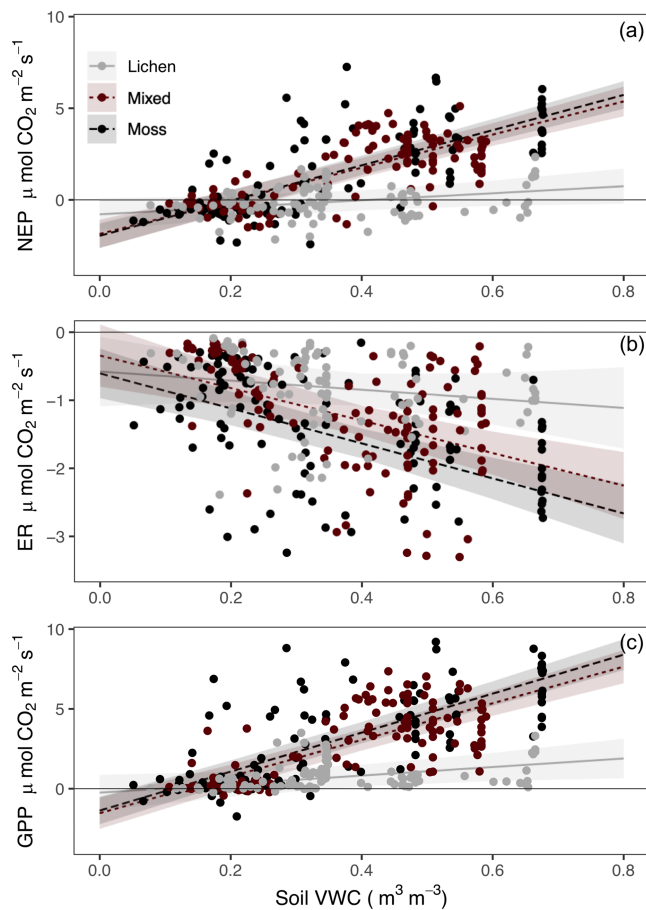 (a)
Lichen
Mixed
Moss
10
5
0
NEP μ mol CO₂ m⁻² s⁻¹
0.0 0.2 0.4 0.6 0.8
(b)
0
−1
−2
−3
ER μ mol CO₂ m⁻² s⁻¹
0.0 0.2 0.4 0.6 0.8
(c)
10
5
0
GPP μ mol CO₂ m⁻² s⁻¹
0.0 0.2 0.4 0.6 0.8
Soil VWC ( m³ m⁻³)